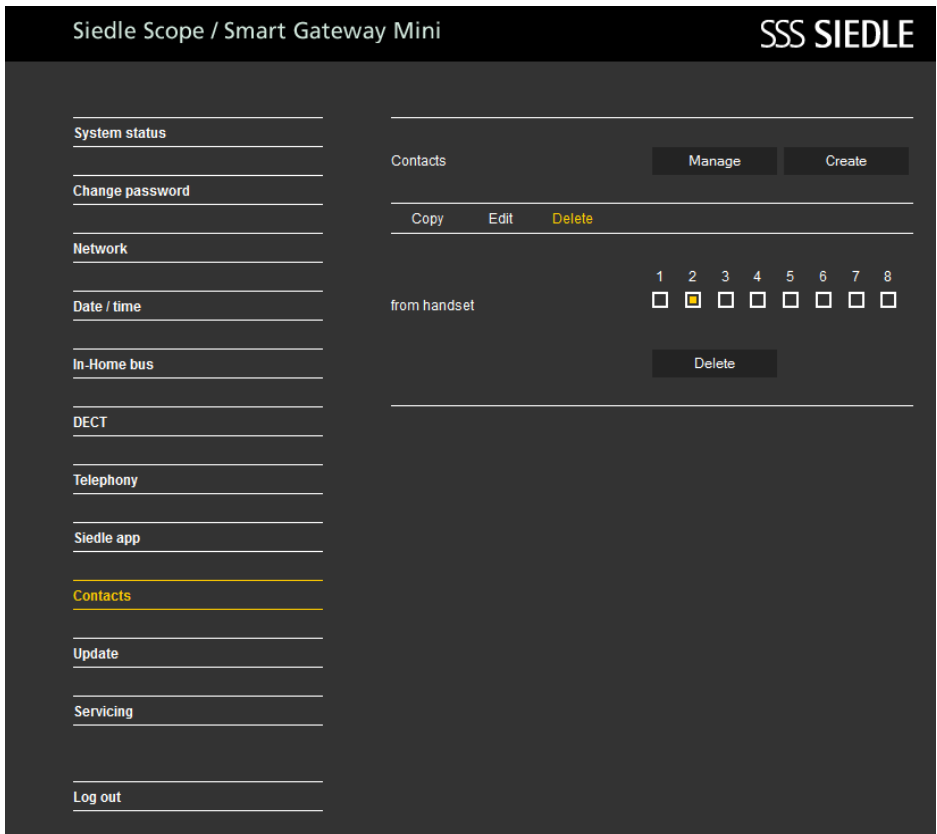 Siedle Scope / Smart Gateway Mini
SSS SIEDLE
System status
Change password
Network
Date / time
In-Home bus
DECT
Telephony
Siedle app
Contacts
Update
Servicing
Log out
Contacts Manage Create
Copy Edit Delete
1 2 3 4 5 6 7 8
from handset
Delete